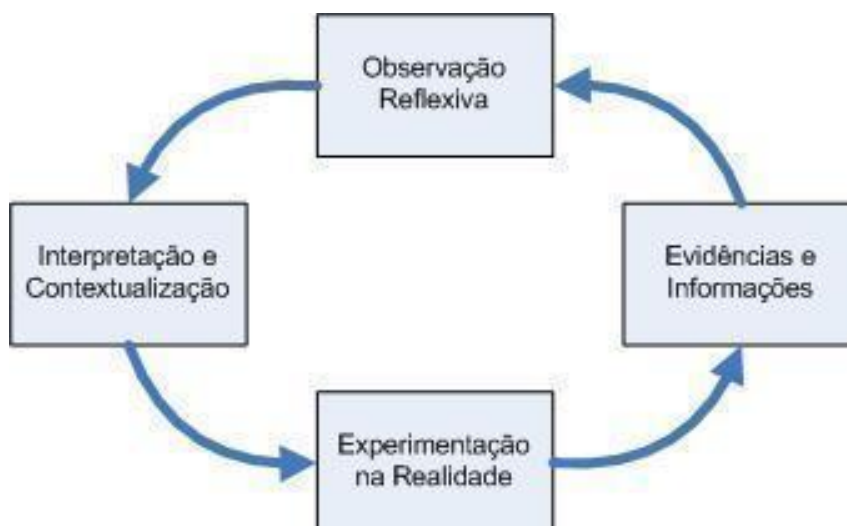 Observação
Reflexiva
Interpretação e
Contextualização
Evidências e
Informações
Experimentação
na Realidade